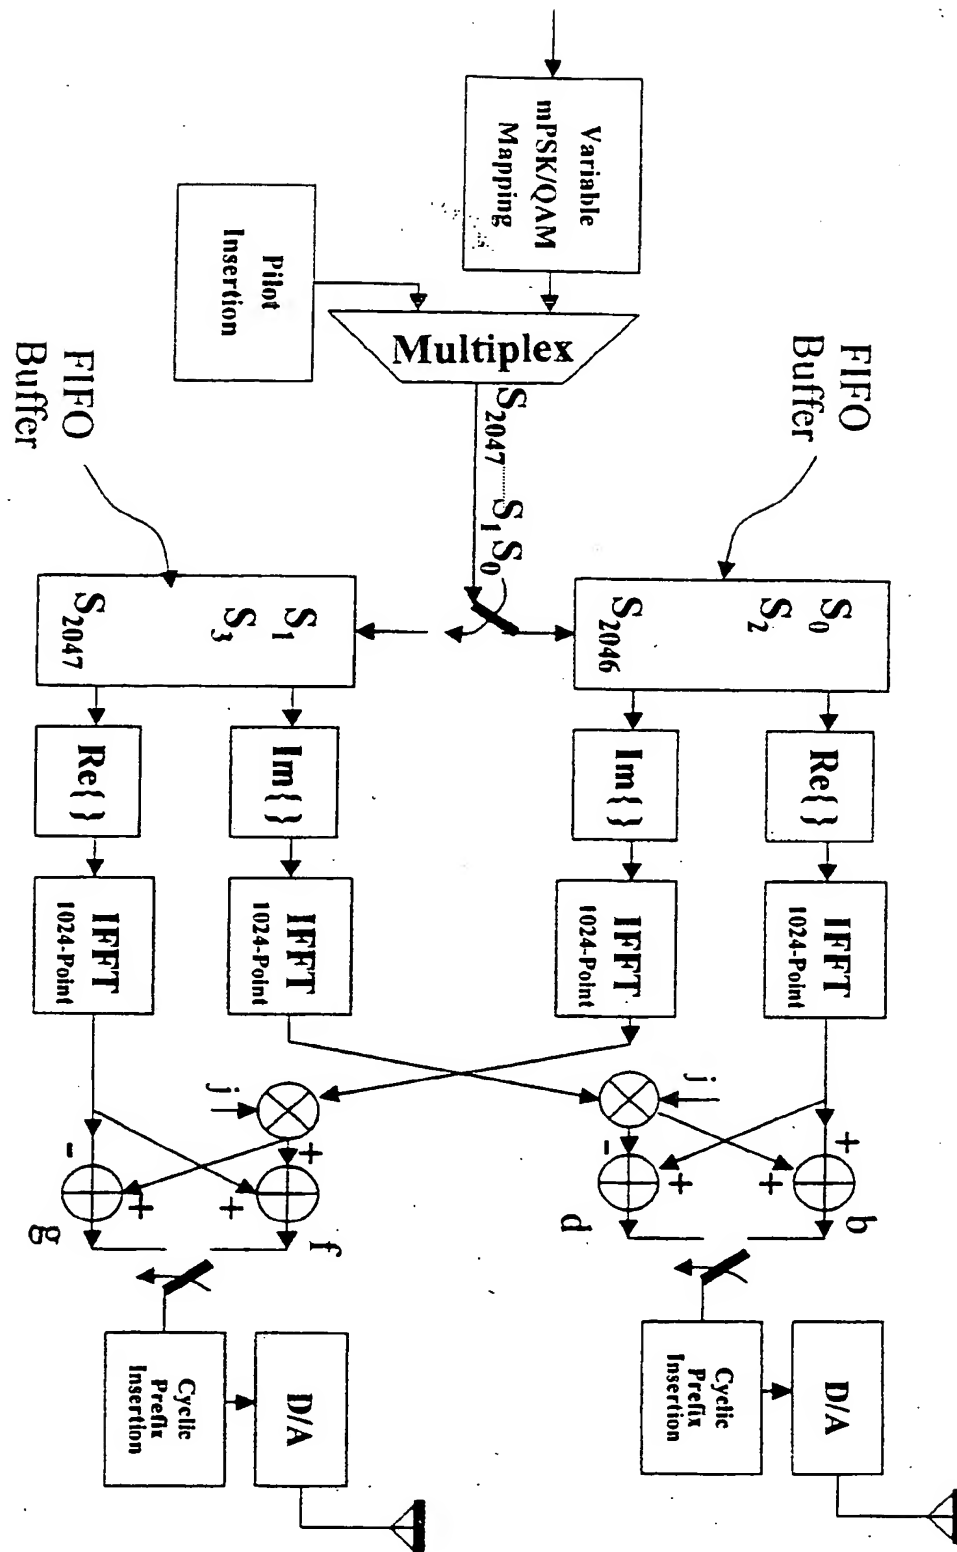 Variable
mPSK/QAM
Mapping
Pilot
Insertion
Multiplex
S2047 ........ S1 S0
FIFO
Buffer
FIFO
Buffer
S0
S2
S2046
S1
S3
S2047
Re{ }
Im{ }
Im{ }
Re{ }
IFFT
1024-Point
IFFT
1024-Point
IFFT
1024-Point
IFFT
1024-Point
j
j
+
+
b
-
+
d
+
+
f
-
+
g
Cyclic
Prefix
Insertion
D/A
Cyclic
Prefix
Insertion
D/A